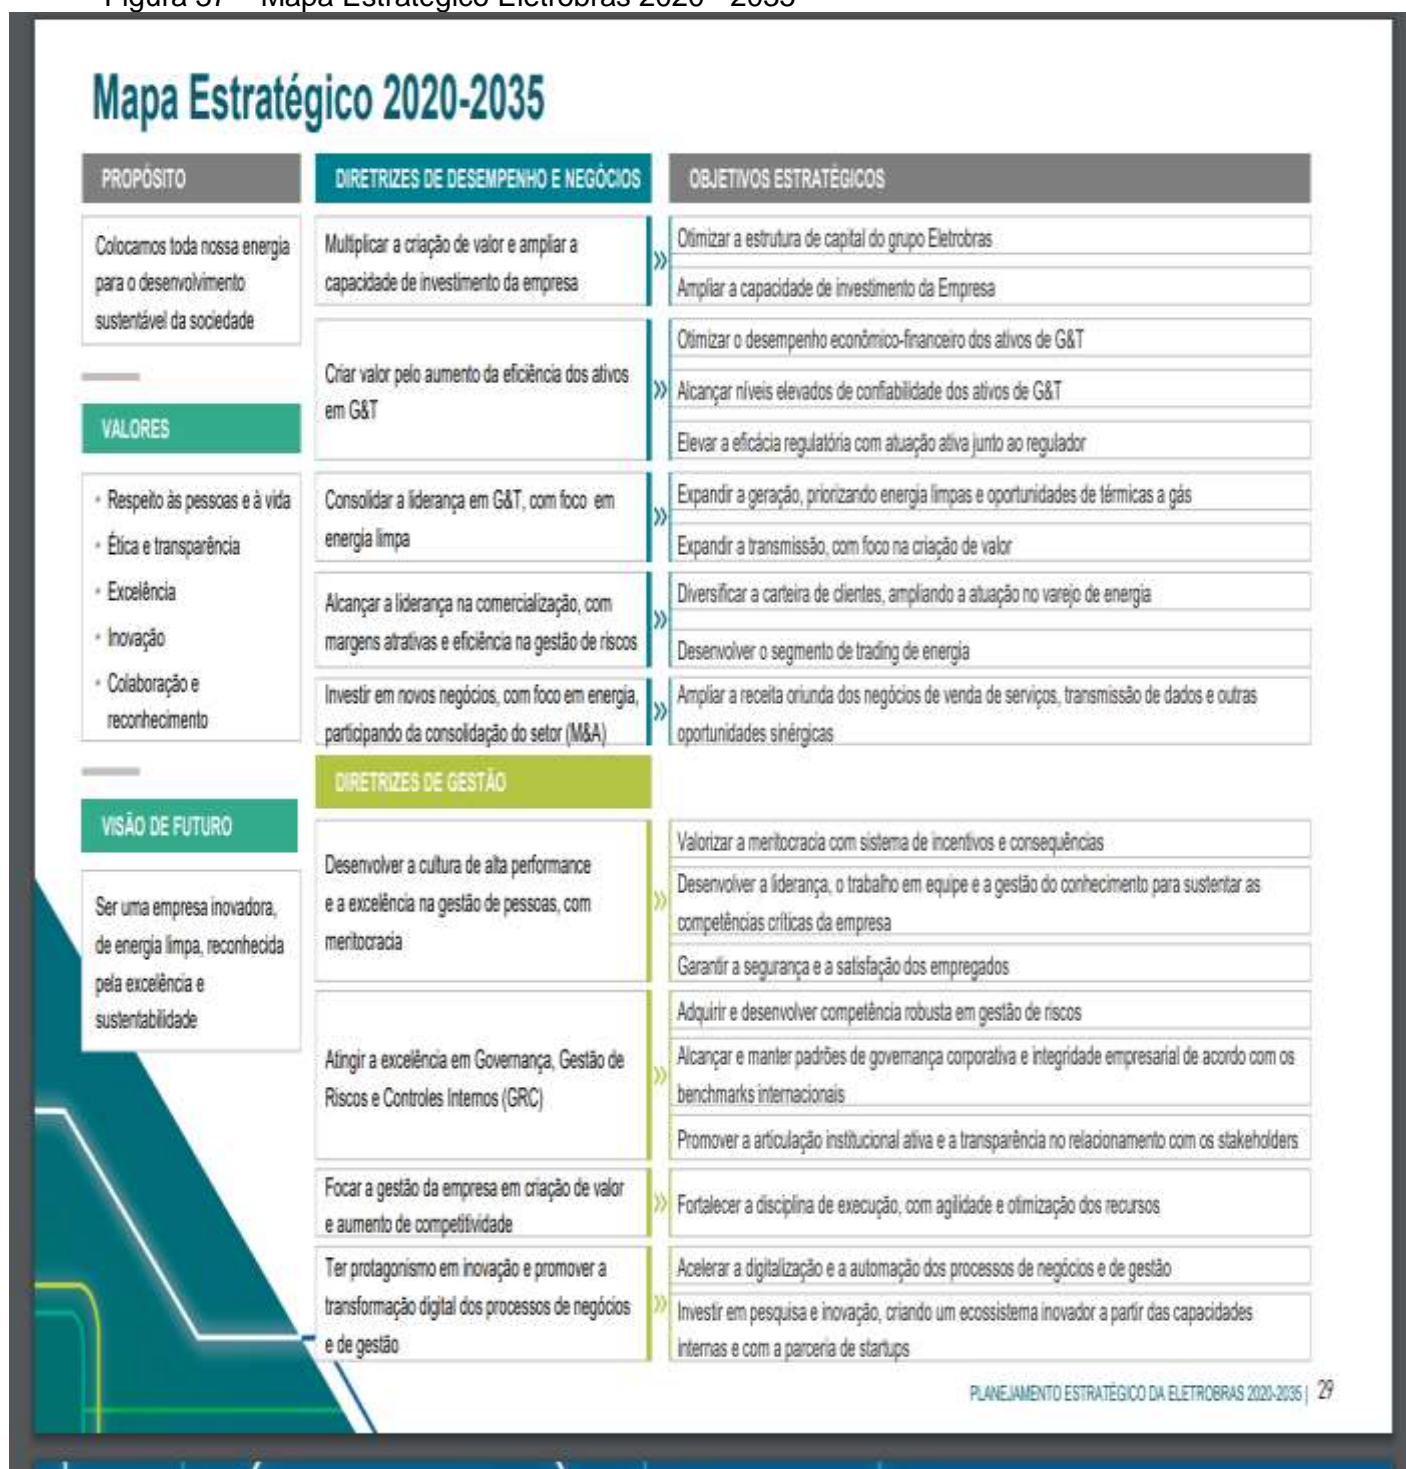 Mapa Estratégico 2020-2035
PROPÓSITO
Colocamos toda nossa energia
para o desenvolvimento
sustentável da sociedade
VALORES
• Respeito às pessoas e à vida
• Ética e transparência
• Excelência
• Inovação
• Colaboração e
reconhecimento
VISÃO DE FUTURO
Ser uma empresa inovadora,
de energia limpa, reconhecida
pela excelência e
sustentabilidade
DIRETRIZES DE DESEMPENHO E NEGÓCIOS
OBJETIVOS ESTRATÉGICOS
Multiplicar a criação de valor e ampliar a
capacidade de investimento da empresa
»
Otimizar a estrutura de capital do grupo Eletrobras
Ampliar a capacidade de investimento da Empresa
Criar valor pelo aumento da eficiência dos ativos
em G&T
»
Otimizar o desempenho econômico-financeiro dos ativos de G&T
Alcançar níveis elevados de confiabilidade dos ativos de G&T
Elevar a eficácia regulatória com atuação ativa junto ao regulador
Consolidar a liderança em G&T, com foco em
energia limpa
»
Expandir a geração, priorizando energia limpas e oportunidades de térmicas a gás
Expandir a transmissão, com foco na criação de valor
Alcançar a liderança na comercialização, com
margens atrativas e eficiência na gestão de riscos
»
Diversificar a carteira de clientes, ampliando a atuação no varejo de energia
Desenvolver o segmento de trading de energia
Investir em novos negócios, com foco em energia,
participando da consolidação do setor (M&A)
»
Ampliar a receita oriunda dos negócios de venda de serviços, transmissão de dados e outras
oportunidades sinérgicas
DIRETRIZES DE GESTÃO
Desenvolver a cultura de alta performance
e a excelência na gestão de pessoas, com
meritocracia
»
Valorizar a meritocracia com sistema de incentivos e consequências
Desenvolver a liderança, o trabalho em equipe e a gestão do conhecimento para sustentar as
competências críticas da empresa
Garantir a segurança e a satisfação dos empregados
Atingir a excelência em Governança, Gestão de
Riscos e Controles Internos (GRC)
»
Adquirir e desenvolver competência robusta em gestão de riscos
Alcançar e manter padrões de governança corporativa e integridade empresarial de acordo com os
benchmarks internacionais
Promover a articulação institucional ativa e a transparência no relacionamento com os stakeholders
Focar a gestão da empresa em criação de valor
e aumento de competitividade
»
Fortalecer a disciplina de execução, com agilidade e otimização dos recursos
Ter protagonismo em inovação e promover a
transformação digital dos processos de negócios
e de gestão
»
Acelerar a digitalização e a automação dos processos de negócios e de gestão
Investir em pesquisa e inovação, criando um ecossistema inovador a partir das capacidades
internas e com a parceria de startups
PLANEJAMENTO ESTRATÉGICO DA ELETROBRAS 2020-2035 | 29